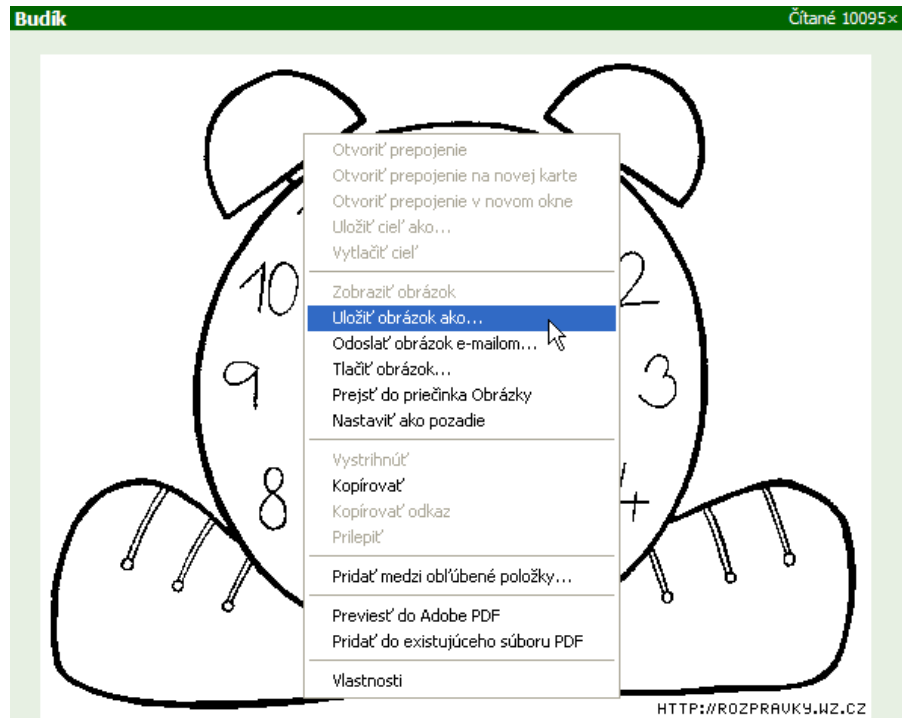 Budík
Čítané 10095×
Otvoriť prepojenie
Otvoriť prepojenie na novej karte
Otvoriť prepojenie v novom okne
Uložiť cieľ ako...
Vytlačiť cieľ
Zobraziť obrázok
Uložiť obrázok ako...
Odoslať obrázok e-mailom...
Tlačiť obrázok...
Prejsť do priečinka Obrázky
Nastaviť ako pozadie
Vystrihnúť
Kopírovať
Kopírovať odkaz
Prilepiť
Pridať medzi obľúbené položky...
Previesť do Adobe PDF
Pridať do existujúceho súboru PDF
Vlastnosti
10
2
9
3
8
4
HTTP://ROZPRAVKY.WZ.CZ